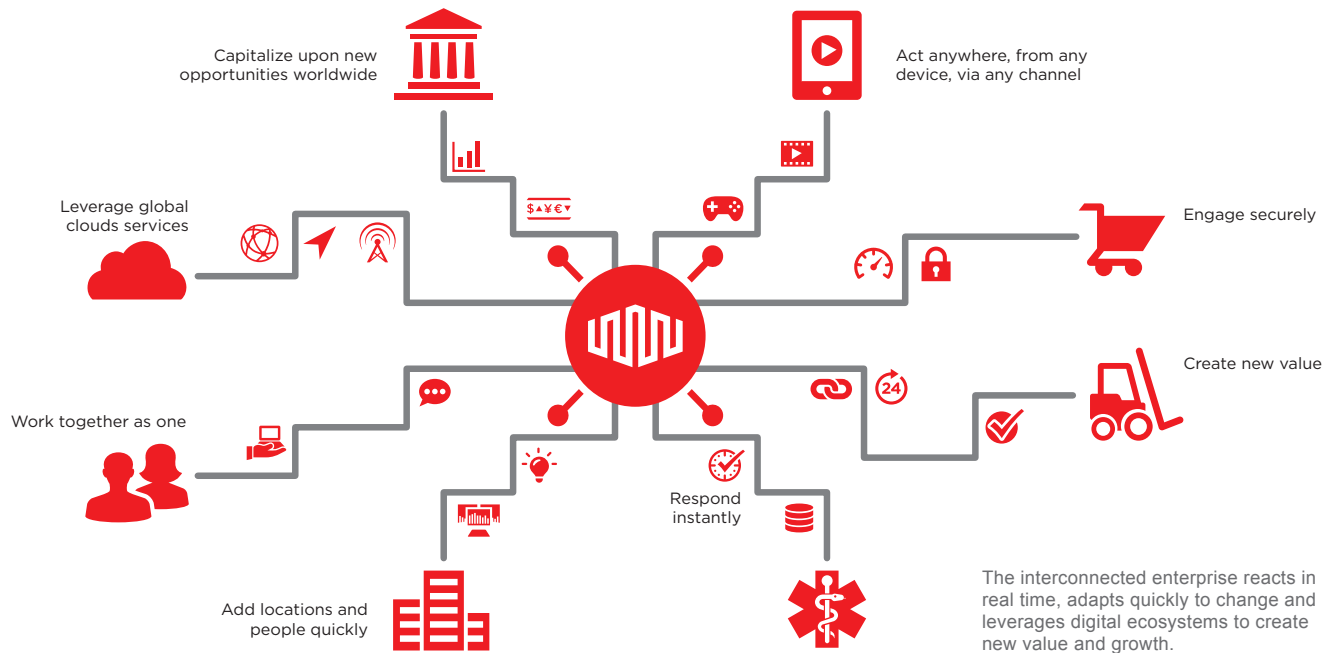 Capitalize upon new
opportunities worldwide
Act anywhere, from any
device, via any channel
$▲¥€▼
Leverage global
clouds services
Engage securely
Create new value
24
Work together as one
Respond
instantly
Add locations and
people quickly
The interconnected enterprise reacts in
real time, adapts quickly to change and
leverages digital ecosystems to create
new value and growth.